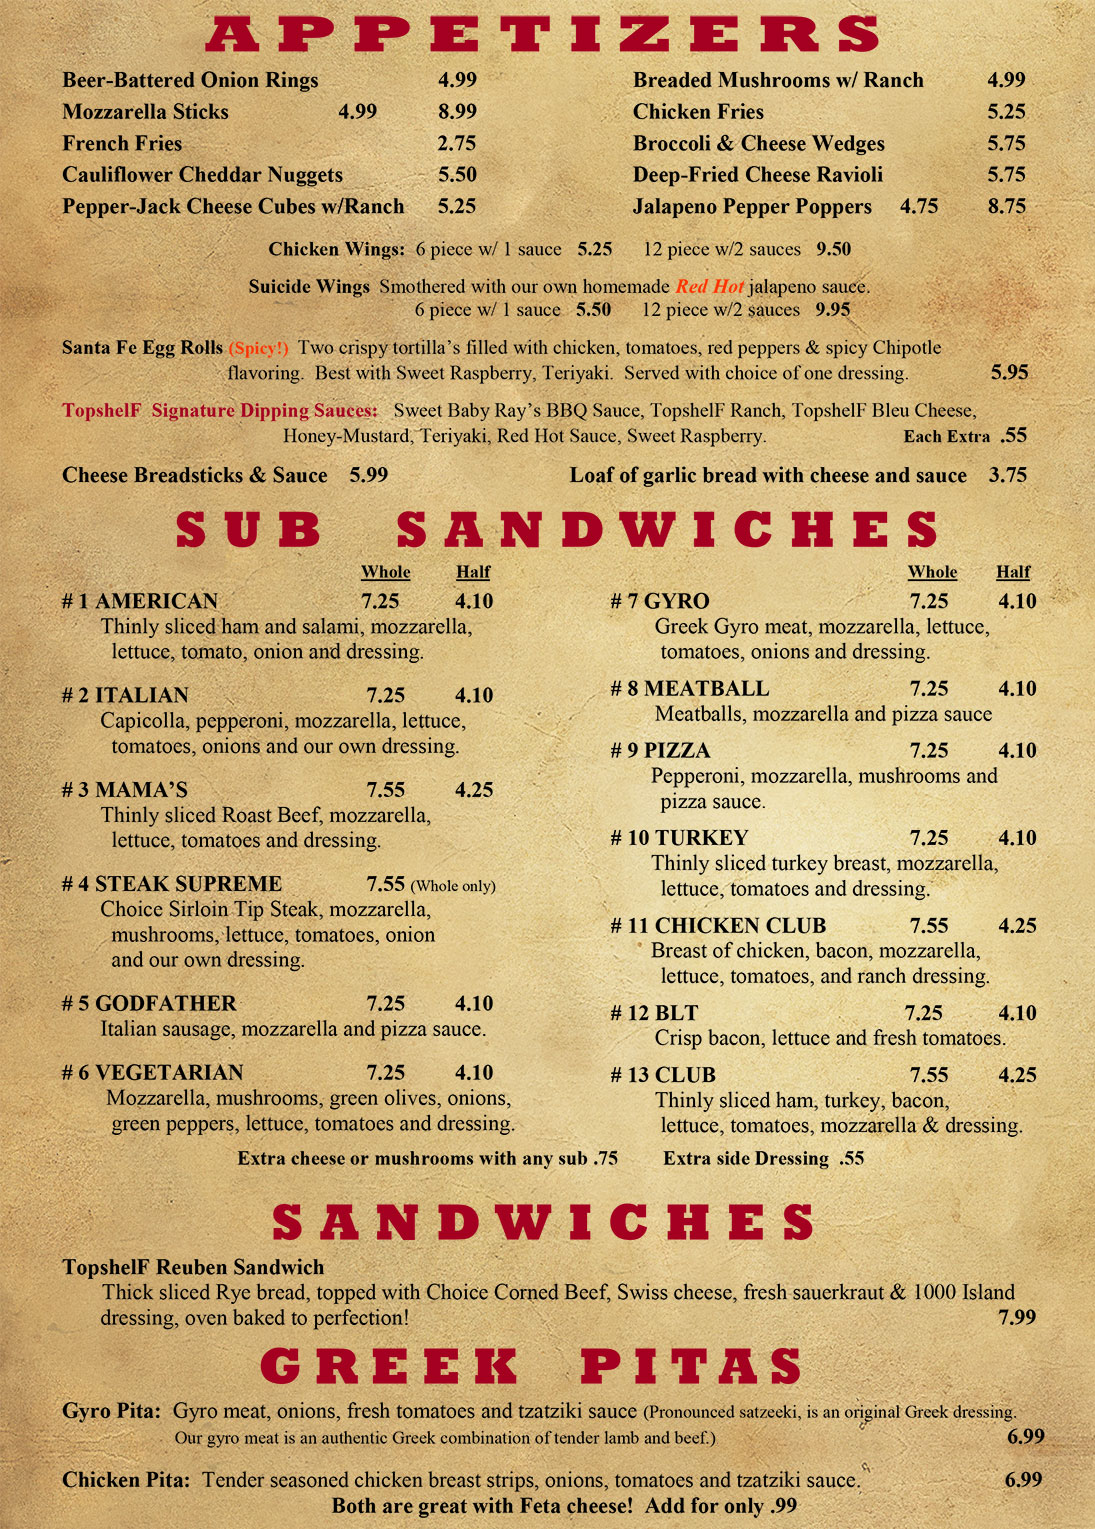 APPETIZERS
Beer-Battered Onion Rings 4.99
Mozzarella Sticks 4.99 8.99
French Fries 2.75
Cauliflower Cheddar Nuggets 5.50
Pepper-Jack Cheese Cubes w/Ranch 5.25
Breaded Mushrooms w/ Ranch 4.99
Chicken Fries 5.25
Broccoli & Cheese Wedges 5.75
Deep-Fried Cheese Ravioli 5.75
Jalapeno Pepper Poppers 4.75 8.75
Chicken Wings: 6 piece w/ 1 sauce 5.25 12 piece w/2 sauces 9.50
Suicide Wings Smothered with our own homemade Red Hot jalapeno sauce.
6 piece w/ 1 sauce 5.50 12 piece w/2 sauces 9.95
Santa Fe Egg Rolls (Spicy!) Two crispy tortilla's filled with chicken, tomatoes, red peppers & spicy Chipotle
flavoring. Best with Sweet Raspberry, Teriyaki. Served with choice of one dressing. 5.95
TopshelF Signature Dipping Sauces: Sweet Baby Ray's BBQ Sauce, TopshelF Ranch, TopshelF Bleu Cheese,
Honey-Mustard, Teriyaki, Red Hot Sauce, Sweet Raspberry. Each Extra .55
Cheese Breadsticks & Sauce 5.99 Loaf of garlic bread with cheese and sauce 3.75
SUB SANDWICHES
Whole Half
# 1 AMERICAN 7.25 4.10
Thinly sliced ham and salami, mozzarella,
lettuce, tomato, onion and dressing.
# 2 ITALIAN 7.25 4.10
Capicolla, pepperoni, mozzarella, lettuce,
tomatoes, onions and our own dressing.
# 3 MAMA'S 7.55 4.25
Thinly sliced Roast Beef, mozzarella,
lettuce, tomatoes and dressing.
# 4 STEAK SUPREME 7.55 (Whole only)
Choice Sirloin Tip Steak, mozzarella,
mushrooms, lettuce, tomatoes, onion
and our own dressing.
# 5 GODFATHER 7.25 4.10
Italian sausage, mozzarella and pizza sauce.
# 6 VEGETARIAN 7.25 4.10
Mozzarella, mushrooms, green olives, onions,
green peppers, lettuce, tomatoes and dressing.
Whole Half
# 7 GYRO 7.25 4.10
Greek Gyro meat, mozzarella, lettuce,
tomatoes, onions and dressing.
# 8 MEATBALL 7.25 4.10
Meatballs, mozzarella and pizza sauce
# 9 PIZZA 7.25 4.10
Pepperoni, mozzarella, mushrooms and
pizza sauce.
# 10 TURKEY 7.25 4.10
Thinly sliced turkey breast, mozzarella,
lettuce, tomatoes and dressing.
# 11 CHICKEN CLUB 7.55 4.25
Breast of chicken, bacon, mozzarella,
lettuce, tomatoes, and ranch dressing.
# 12 BLT 7.25 4.10
Crisp bacon, lettuce and fresh tomatoes.
# 13 CLUB 7.55 4.25
Thinly sliced ham, turkey, bacon,
lettuce, tomatoes, mozzarella & dressing.
Extra cheese or mushrooms with any sub .75 Extra side Dressing .55
SANDWICHES
TopshelF Reuben Sandwich
Thick sliced Rye bread, topped with Choice Corned Beef, Swiss cheese, fresh sauerkraut & 1000 Island
dressing, oven baked to perfection! 7.99
GREEK PITAS
Gyro Pita: Gyro meat, onions, fresh tomatoes and tzatziki sauce (Pronounced satzeeki, is an original Greek dressing.
Our gyro meat is an authentic Greek combination of tender lamb and beef.) 6.99
Chicken Pita: Tender seasoned chicken breast strips, onions, tomatoes and tzatziki sauce. 6.99
Both are great with Feta cheese! Add for only .99